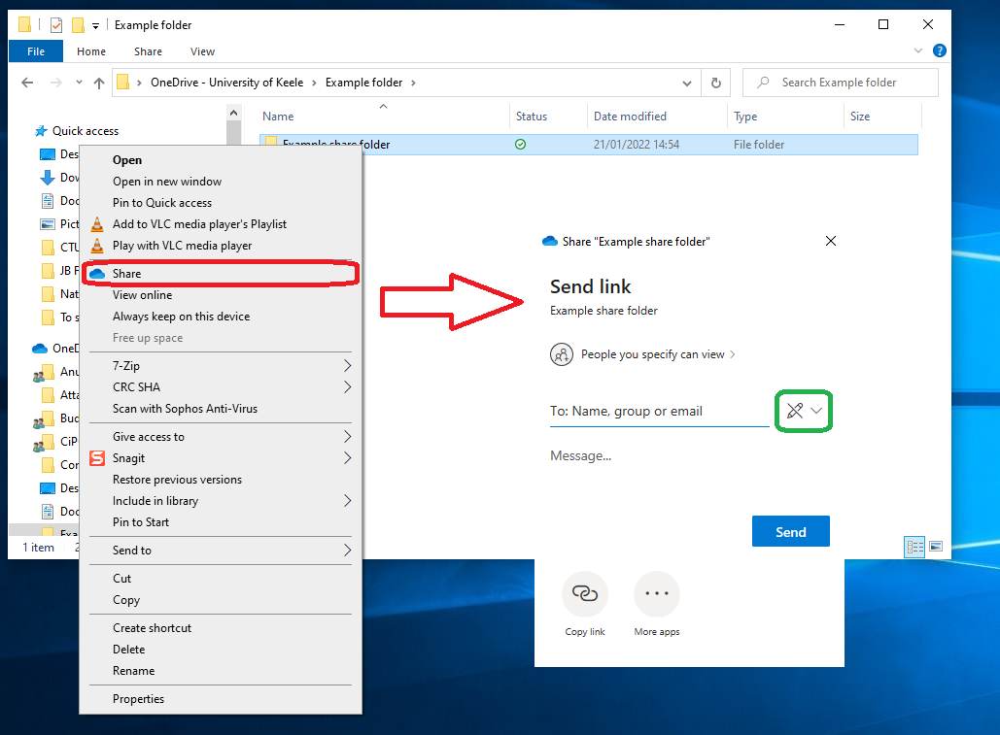 Example folder
File Home Share View
OneDrive - University of Keele Example folder Search Example folder
Name Status Date modified Type Size
Quick access
Example share folder 21/01/2022 14:54 File folder
Des
Dow
Doc
Pict
CTU
JB F
Nat
To s
OneD
Anu
Atta
Bud
CiP
Con
Des
Doc
Exa
1 item
Open
Open in new window
Pin to Quick access
Add to VLC media player's Playlist
Play with VLC media player
Share
View online
Always keep on this device
Free up space
7-Zip
CRC SHA
Scan with Sophos Anti-Virus
Give access to
S Snagit
Restore previous versions
Include in library
Pin to Start
Send to
Cut
Copy
Create shortcut
Delete
Rename
Properties
Share "Example share folder"
Send link
Example share folder
People you specify can view
To: Name, group or email
Message...
Send
Copy link More apps